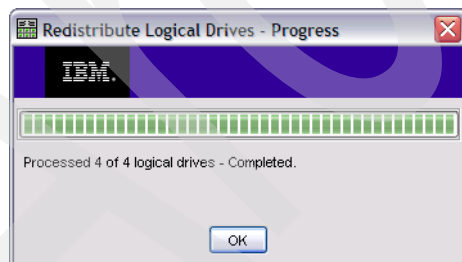 Redistribute Logical Drives - Progress
IBM.
Processed 4 of 4 logical drives - Completed.
OK